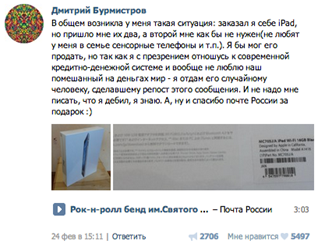 Дмитрий Бурмистров
В общем возникла у меня такая ситуация: заказал я себе iPad,
но пришло мне их два, а второй мне как бы не нужен(не любят
у меня в семье сенсорные телефоны и т.п.). Я бы мог его
продать, но так как я с презрением отношусь к современной
кредитно-денежной системе и вообще не люблю наш
помешанный на деньгах мир - я отдам его случайному
человеку, сделавшему репост этого сообщения. И не надо мне
писать, что я дебил, я знаю. А, ну и спасибо почте России за
подарок :)
Рок-н-ролл бенд им.Святого ... – Почта России 3:03
24 фев в 15:11 | Ответить 2706 Мне нравится 5497